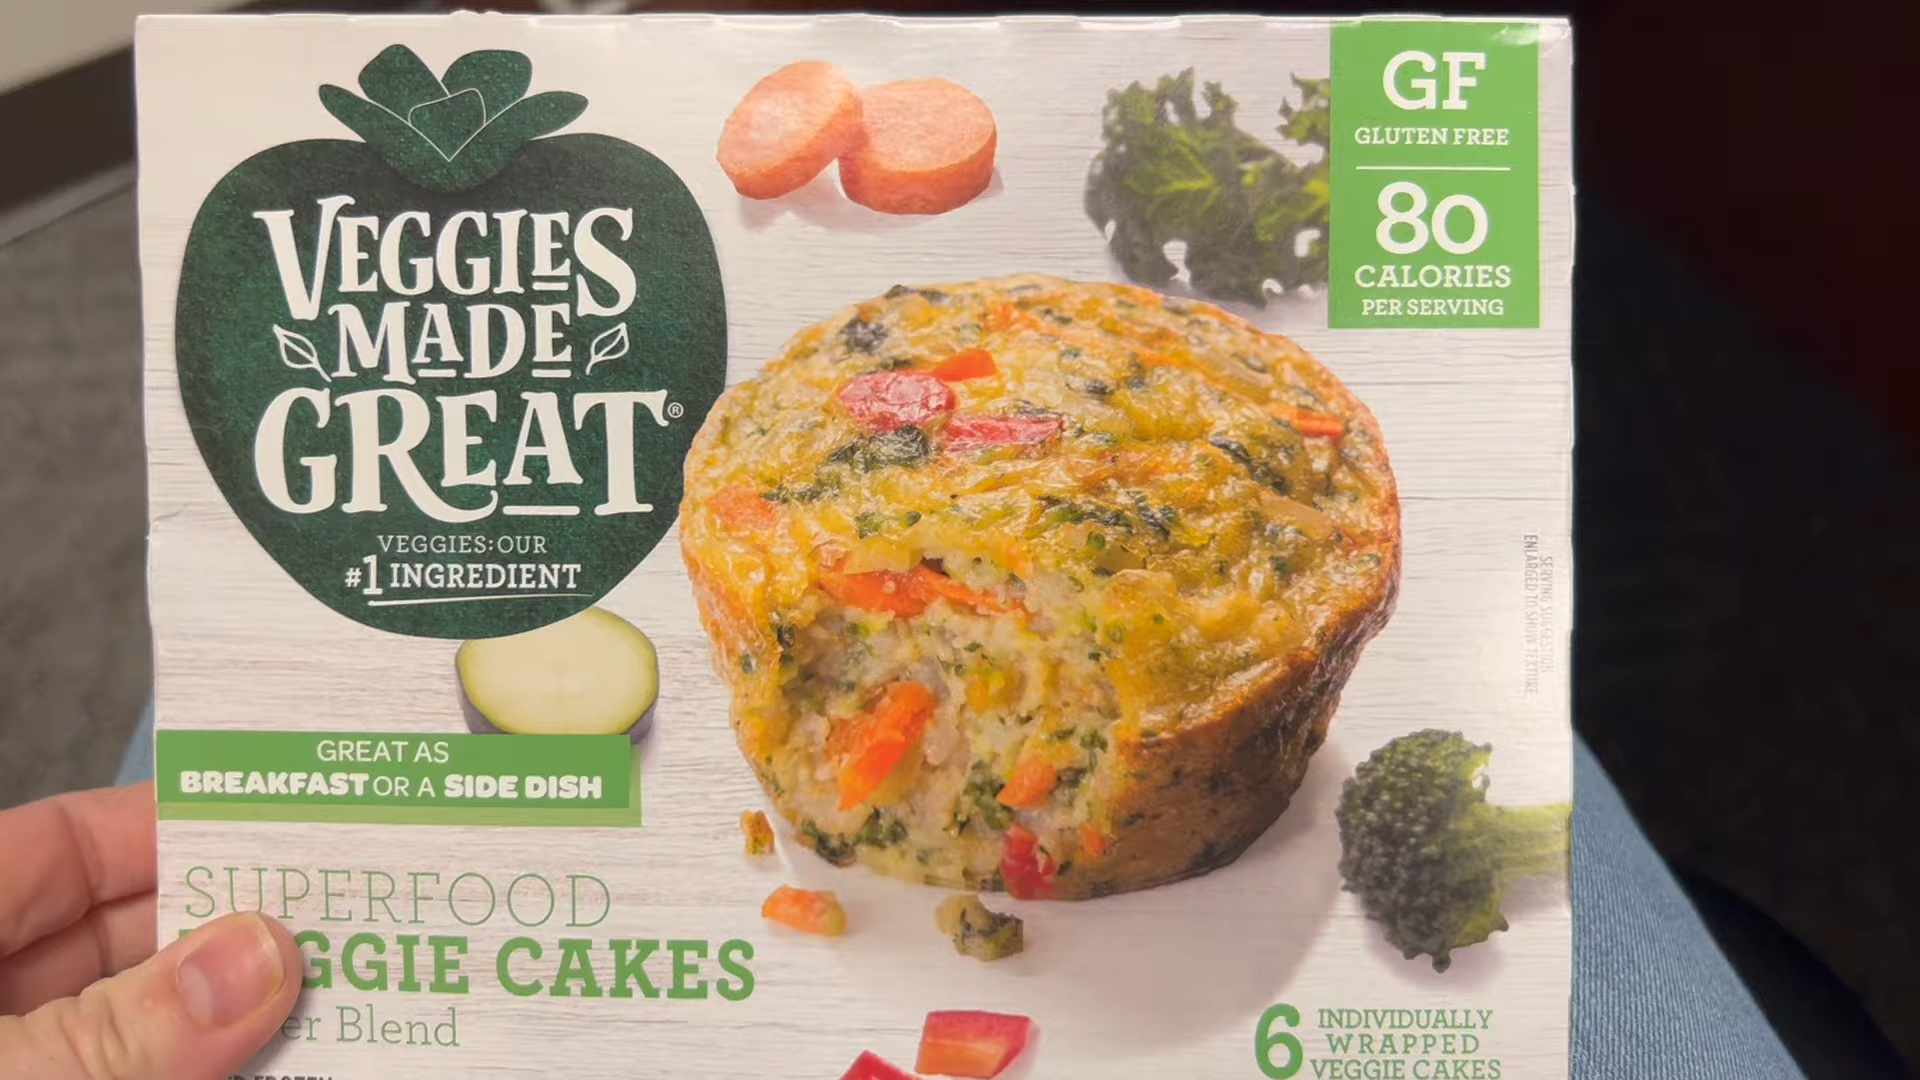 VEGGIES
MADE
GREAT®
VEGGIES: OUR
#1 INGREDIENT
GF
GLUTEN FREE
80
CALORIES
PER SERVING
SERVING SUGGESTION
ENLARGED TO SHOW TEXTURE
GREAT AS
BREAKFAST OR A SIDE DISH
SUPERFOOD
GGIE CAKES
er Blend
6 INDIVIDUALLY
WRAPPED
VEGGIE CAKES